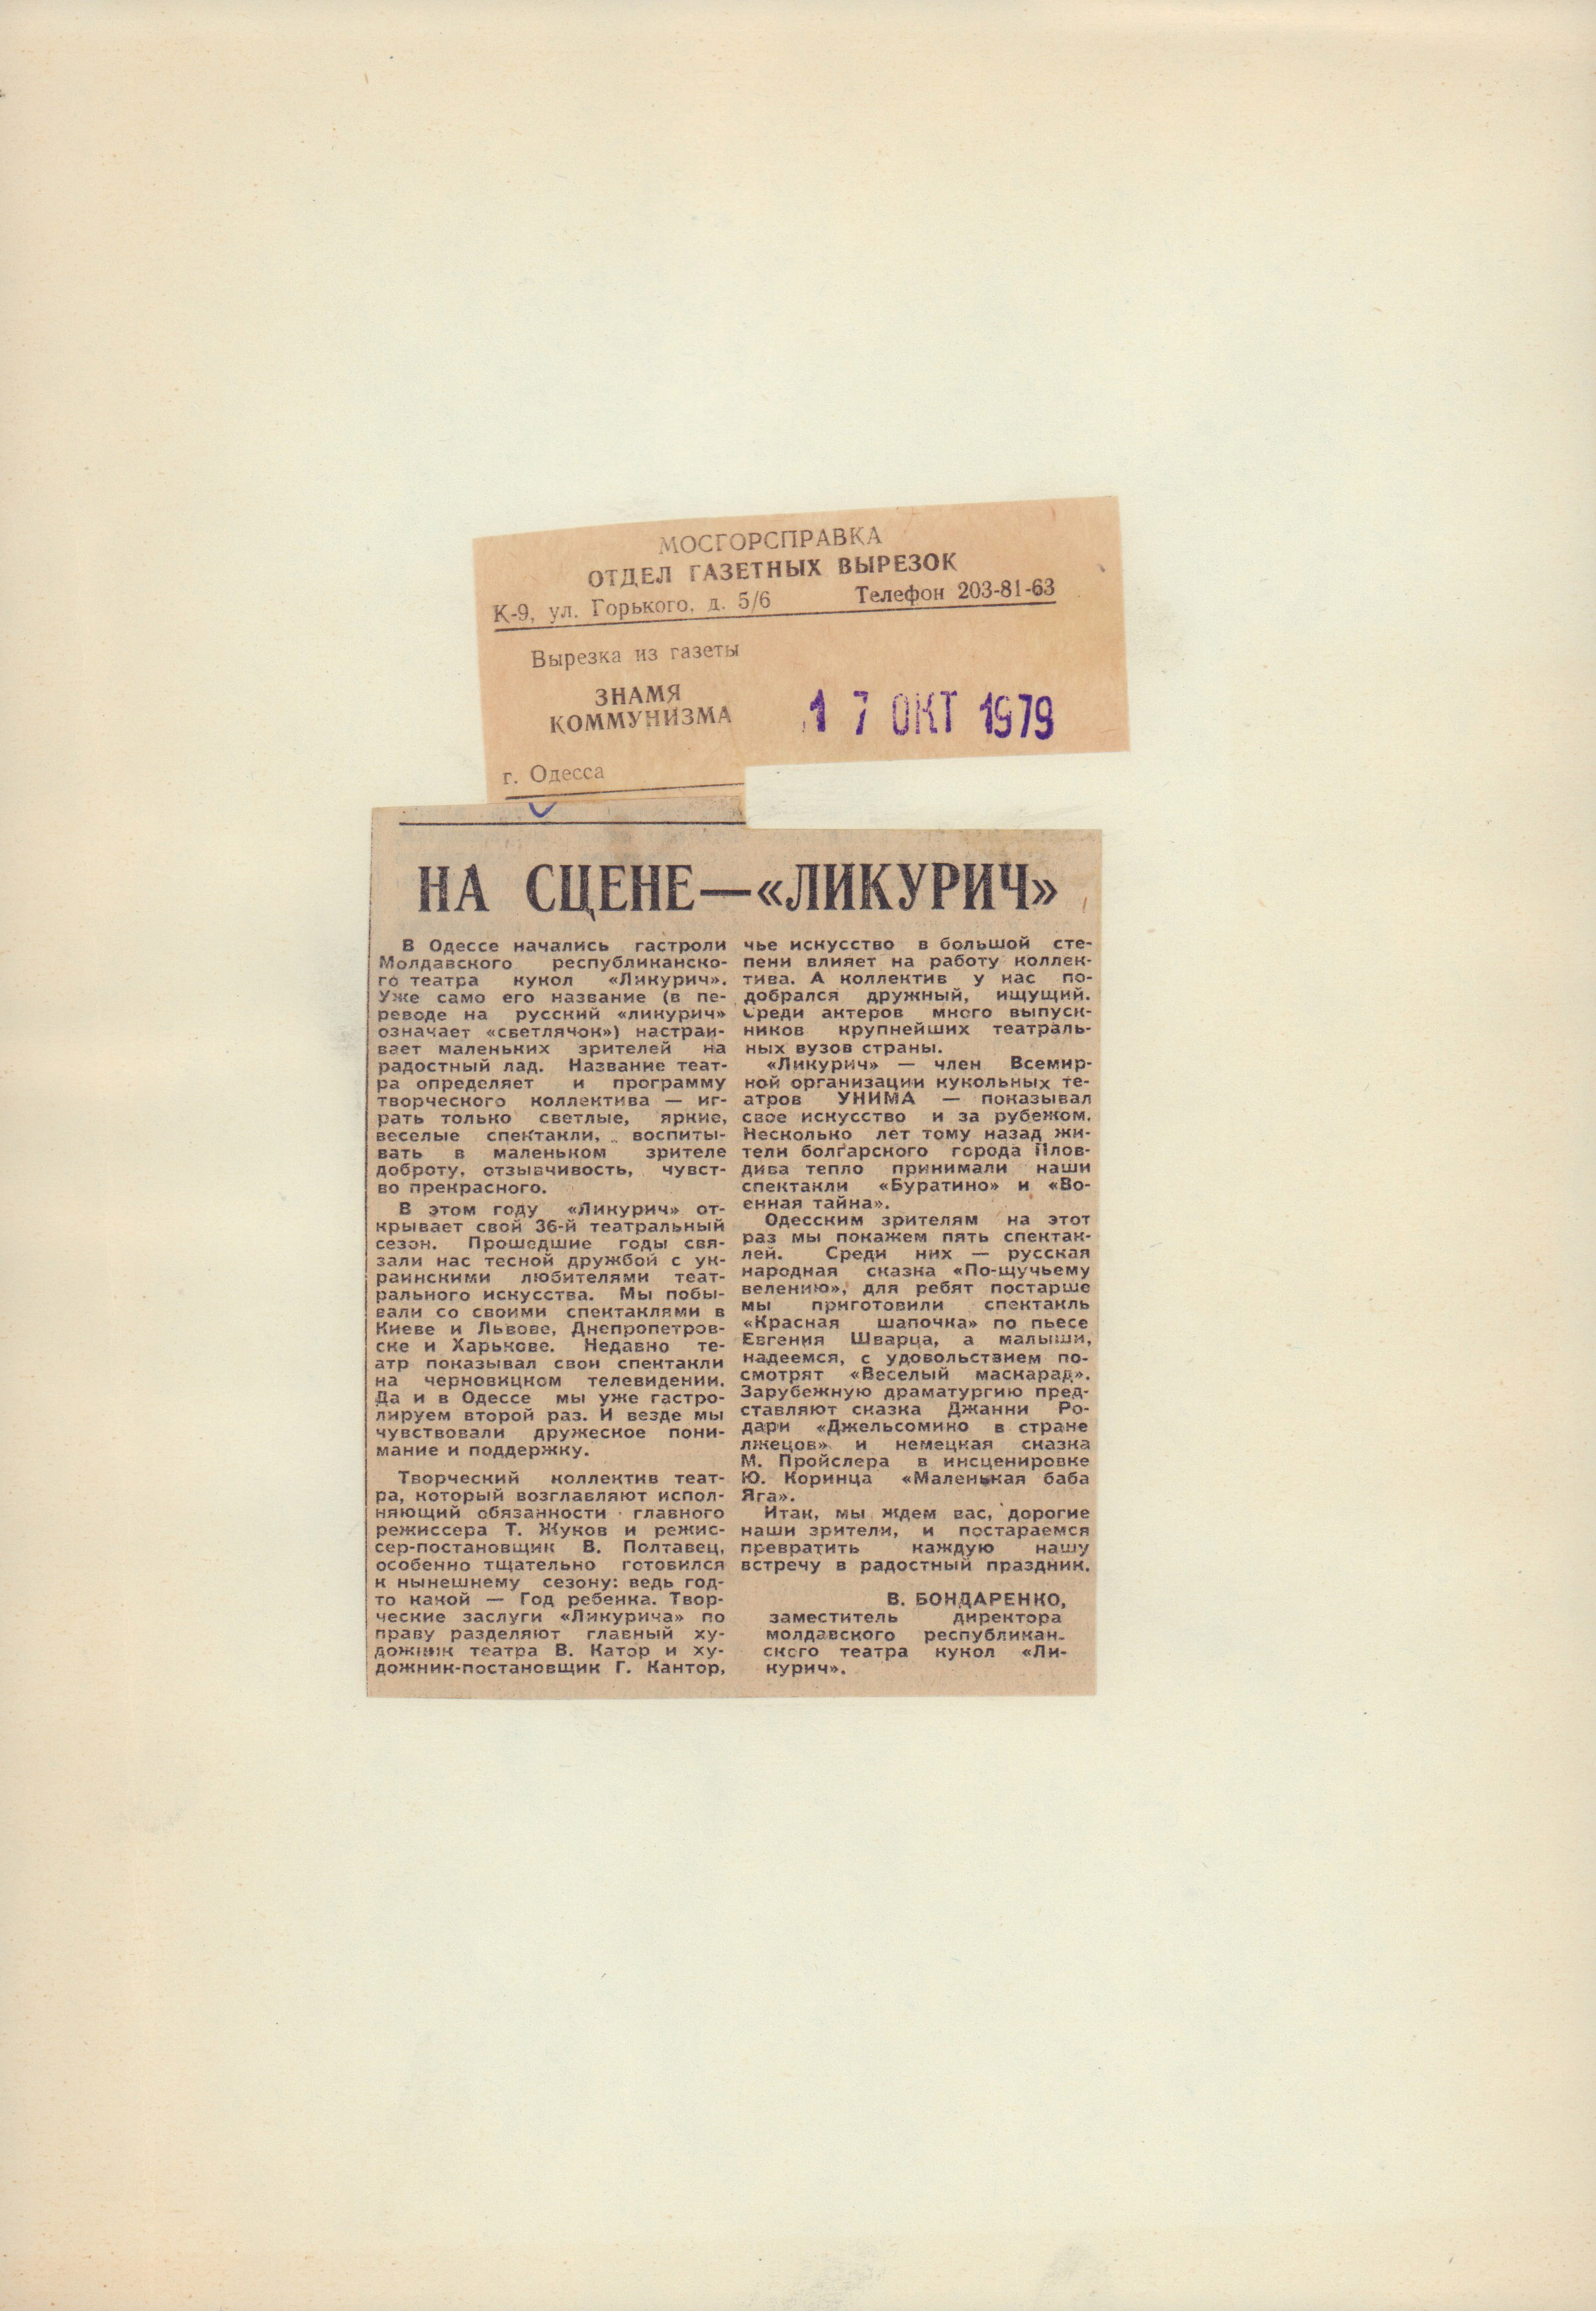 МОСГОРСПРАВКА
ОТДЕЛ ГАЗЕТНЫХ ВЫРЕЗОК
К-9, ул. Горького, д. 5/6 Телефон 203-81-63
Вырезка из газеты
ЗНАМЯ
КОММУНИЗМА
17 ОКТ 1979
г. Одесса
НА СЦЕНЕ—«ЛИКУРИЧ»
В Одессе начались гастроли
Молдавского республиканско-
го театра кукол «Ликурич».
Уже само его название (в пе-
реводе на русский «ликурич»
означает «светлячок») настраи-
вает маленьких зрителей на
радостный лад. Название теат-
ра определяет и программу
творческого коллектива — иг-
рать только светлые, яркие,
веселые спектакли, воспиты-
вать в маленьком зрителе
доброту, отзывчивость, чувст-
во прекрасного.
В этом году «Ликурич» от-
крывает свой 36-й театральный
сезон. Прошедшие годы свя-
зали нас тесной дружбой с ук-
раинскими любителями теат-
рального искусства. Мы побы-
вали со своими спектаклями в
Киеве и Львове, Днепропетров-
ске и Харькове. Недавно те-
атр показывал свои спектакли
на черновицком телевидении.
Да и в Одессе мы уже гастро-
лируем второй раз. И везде мы
чувствовали дружеское пони-
мание и поддержку.
Творческий коллектив теат-
ра, который возглавляют испол-
няющий обязанности главного
режиссера Т. Жуков и режис-
сер-постановщик В. Полтавец,
особенно тщательно готовился
к нынешнему сезону: ведь год-
то какой — Год ребенка. Твор-
ческие заслуги «Ликурича» по
праву разделяют главный ху-
дожник театра В. Катор и ху-
дожник-постановщик Г. Кантор,
чье искусство в большой сте-
пени влияет на работу коллек-
тива. А коллектив у нас по-
добрался дружный, ищущий.
Среди актеров много выпуск-
ников крупнейших театраль-
ных вузов страны.
«Ликурич» — член Всемир-
ной организации кукольных те-
атров УНИМА — показывал
свое искусство и за рубежом.
Несколько лет тому назад жи-
тели болгарского города Плов-
дива тепло принимали наши
спектакли «Буратино» и «Во-
енная тайна».
Одесским зрителям на этот
раз мы покажем пять спектак-
лей. Среди них — русская
народная сказка «По-щучьему
велению», для ребят постарше
мы приготовили спектакль
«Красная шапочка» по пьесе
Евгения Шварца, а малыши,
надеемся, с удовольствием по-
смотрят «Веселый маскарад».
Зарубежную драматургию пред-
ставляют сказка Джанни Ро-
дари «Джельсомино в стране
лжецов» и немецкая сказка
М. Пройслера в инсценировке
Ю. Коринца «Маленькая баба
Яга».
Итак, мы ждем вас, дорогие
наши зрители, и постараемся
превратить каждую нашу
встречу в радостный праздник.
В. БОНДАРЕНКО,
заместитель директора
молдавского республикан-
ского театра кукол «Ли-
курич».